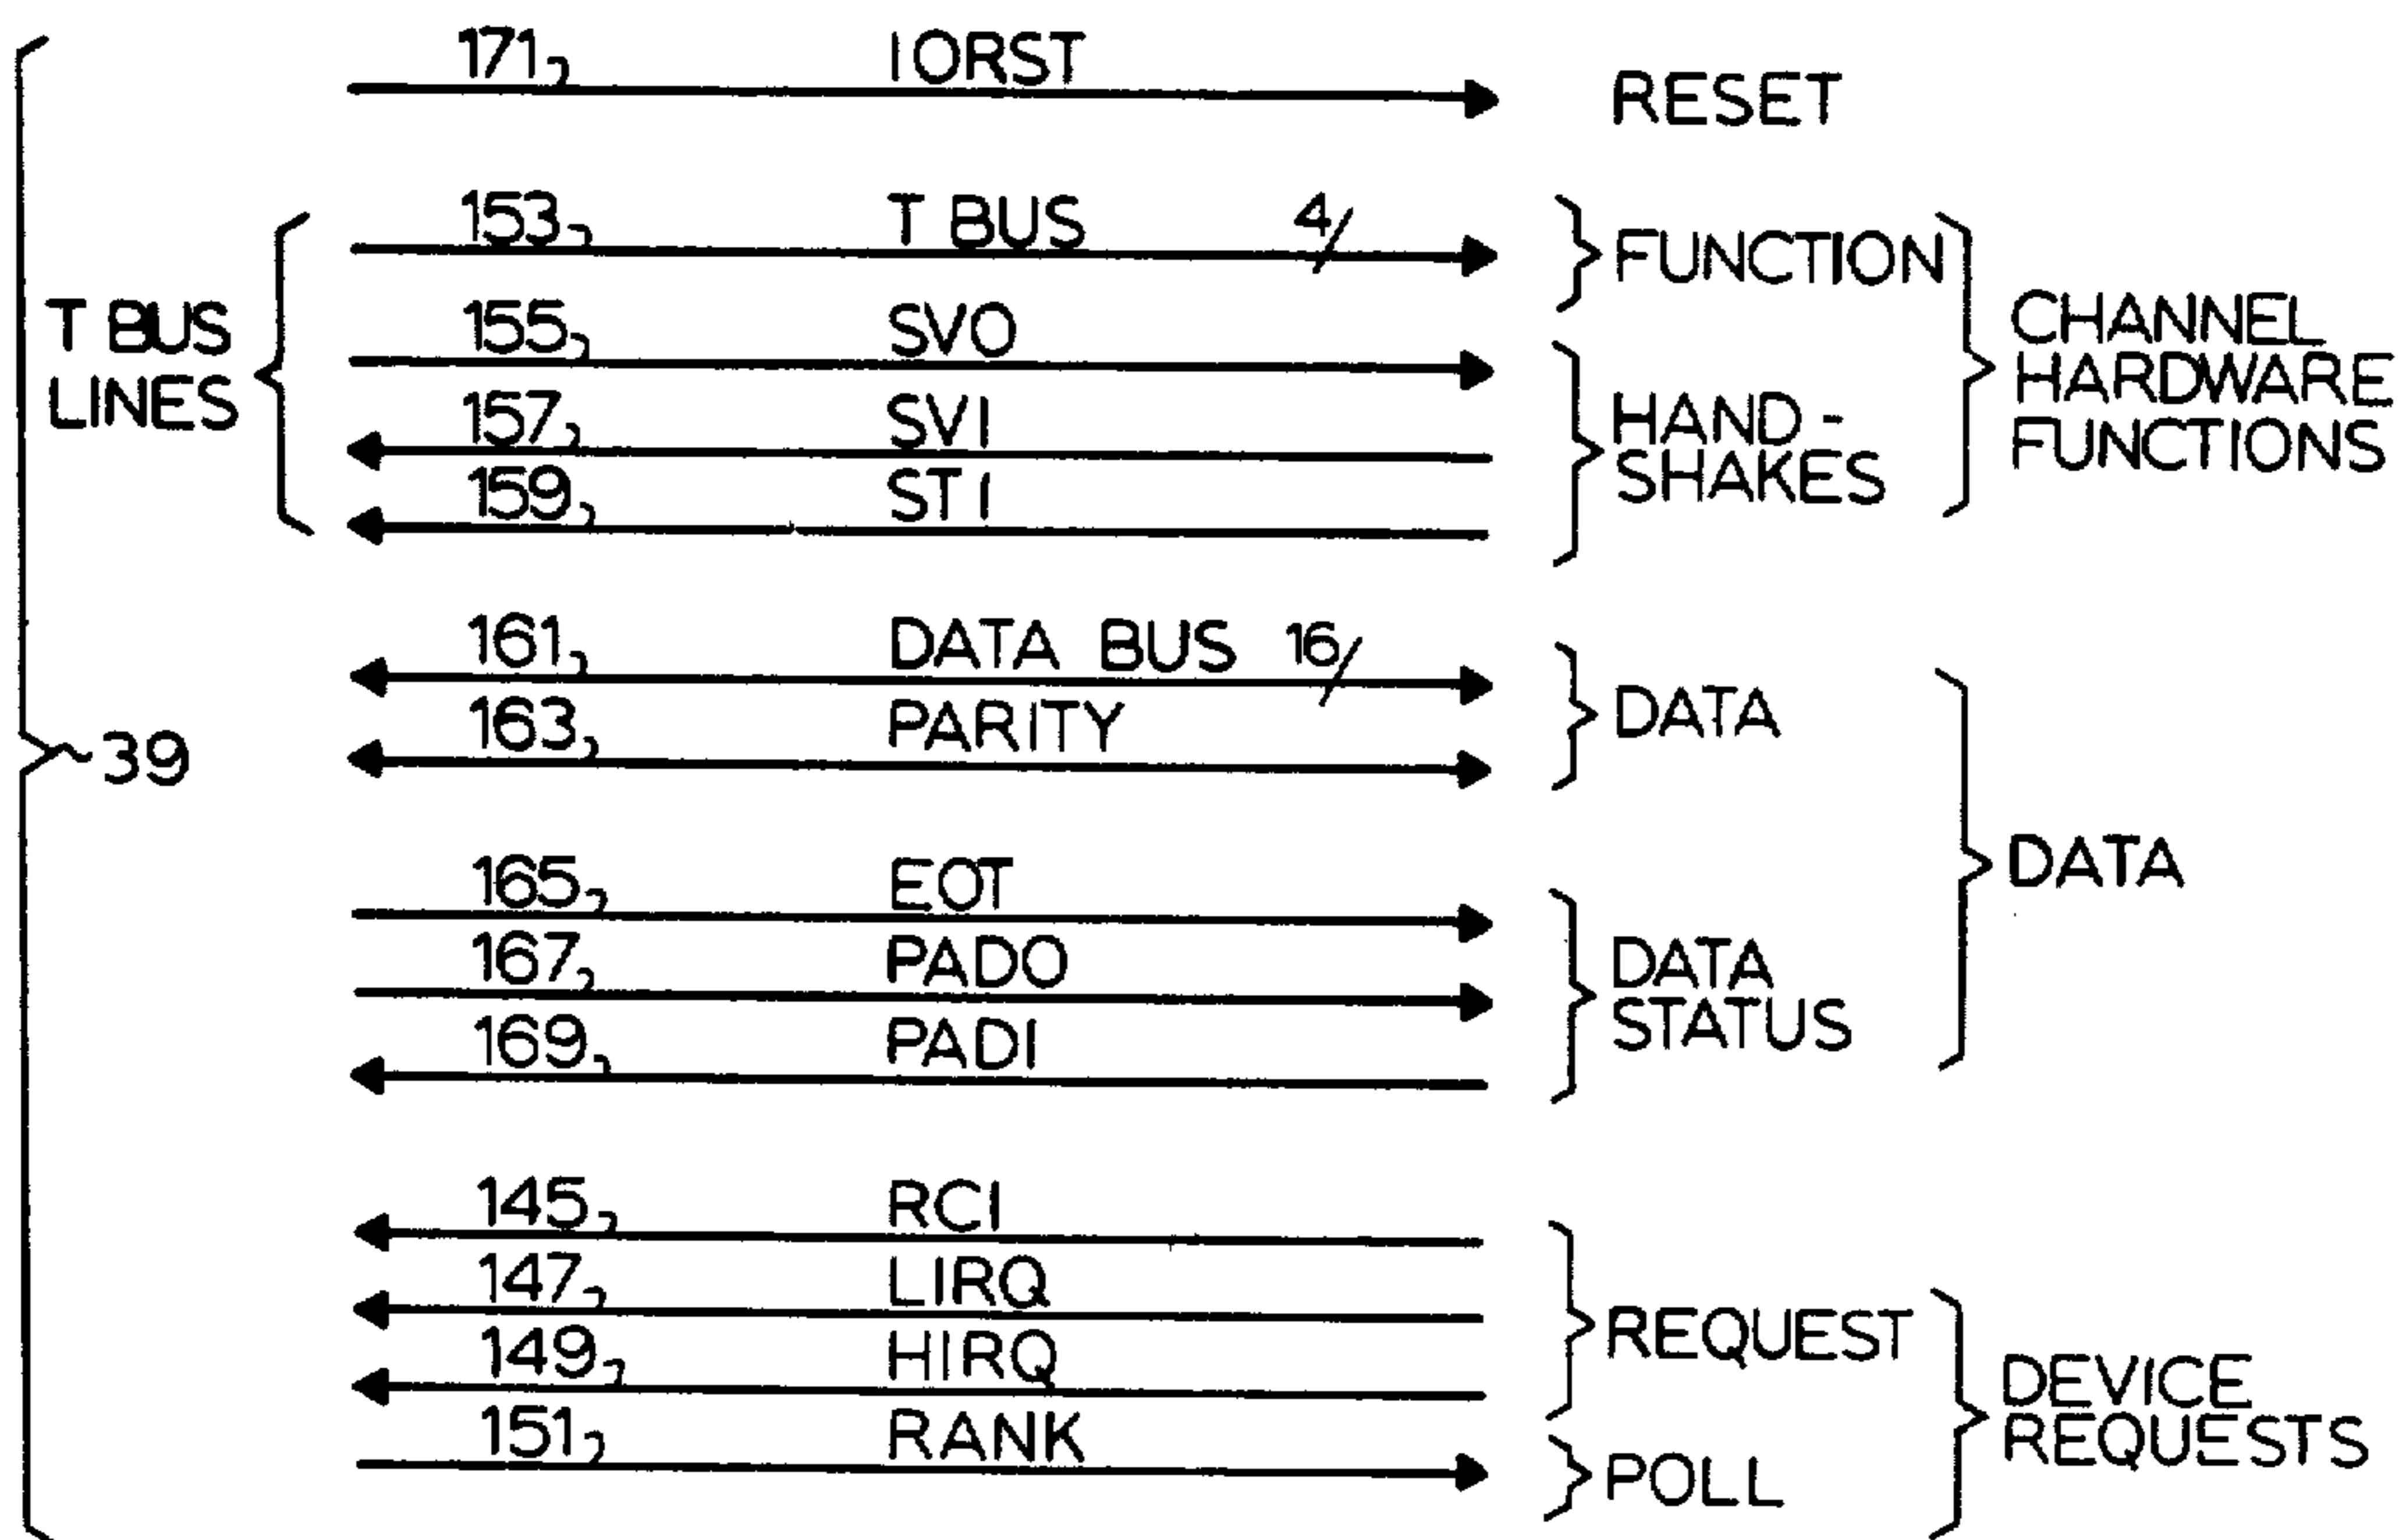 171 IORST RESET
153 T BUS 4 FUNCTION
T BUS LINES
155 SVO
CHANNEL HARDWARE FUNCTIONS
157 SVI
HAND-SHAKES
159 STI
161 DATA BUS 16
DATA
163 PARITY
39
DATA
165 EOT
167 PADO
DATA STATUS
169 PADI
145 RCI
147 LIRQ
REQUEST
149 HIRQ
DEVICE REQUESTS
151 RANK
POLL